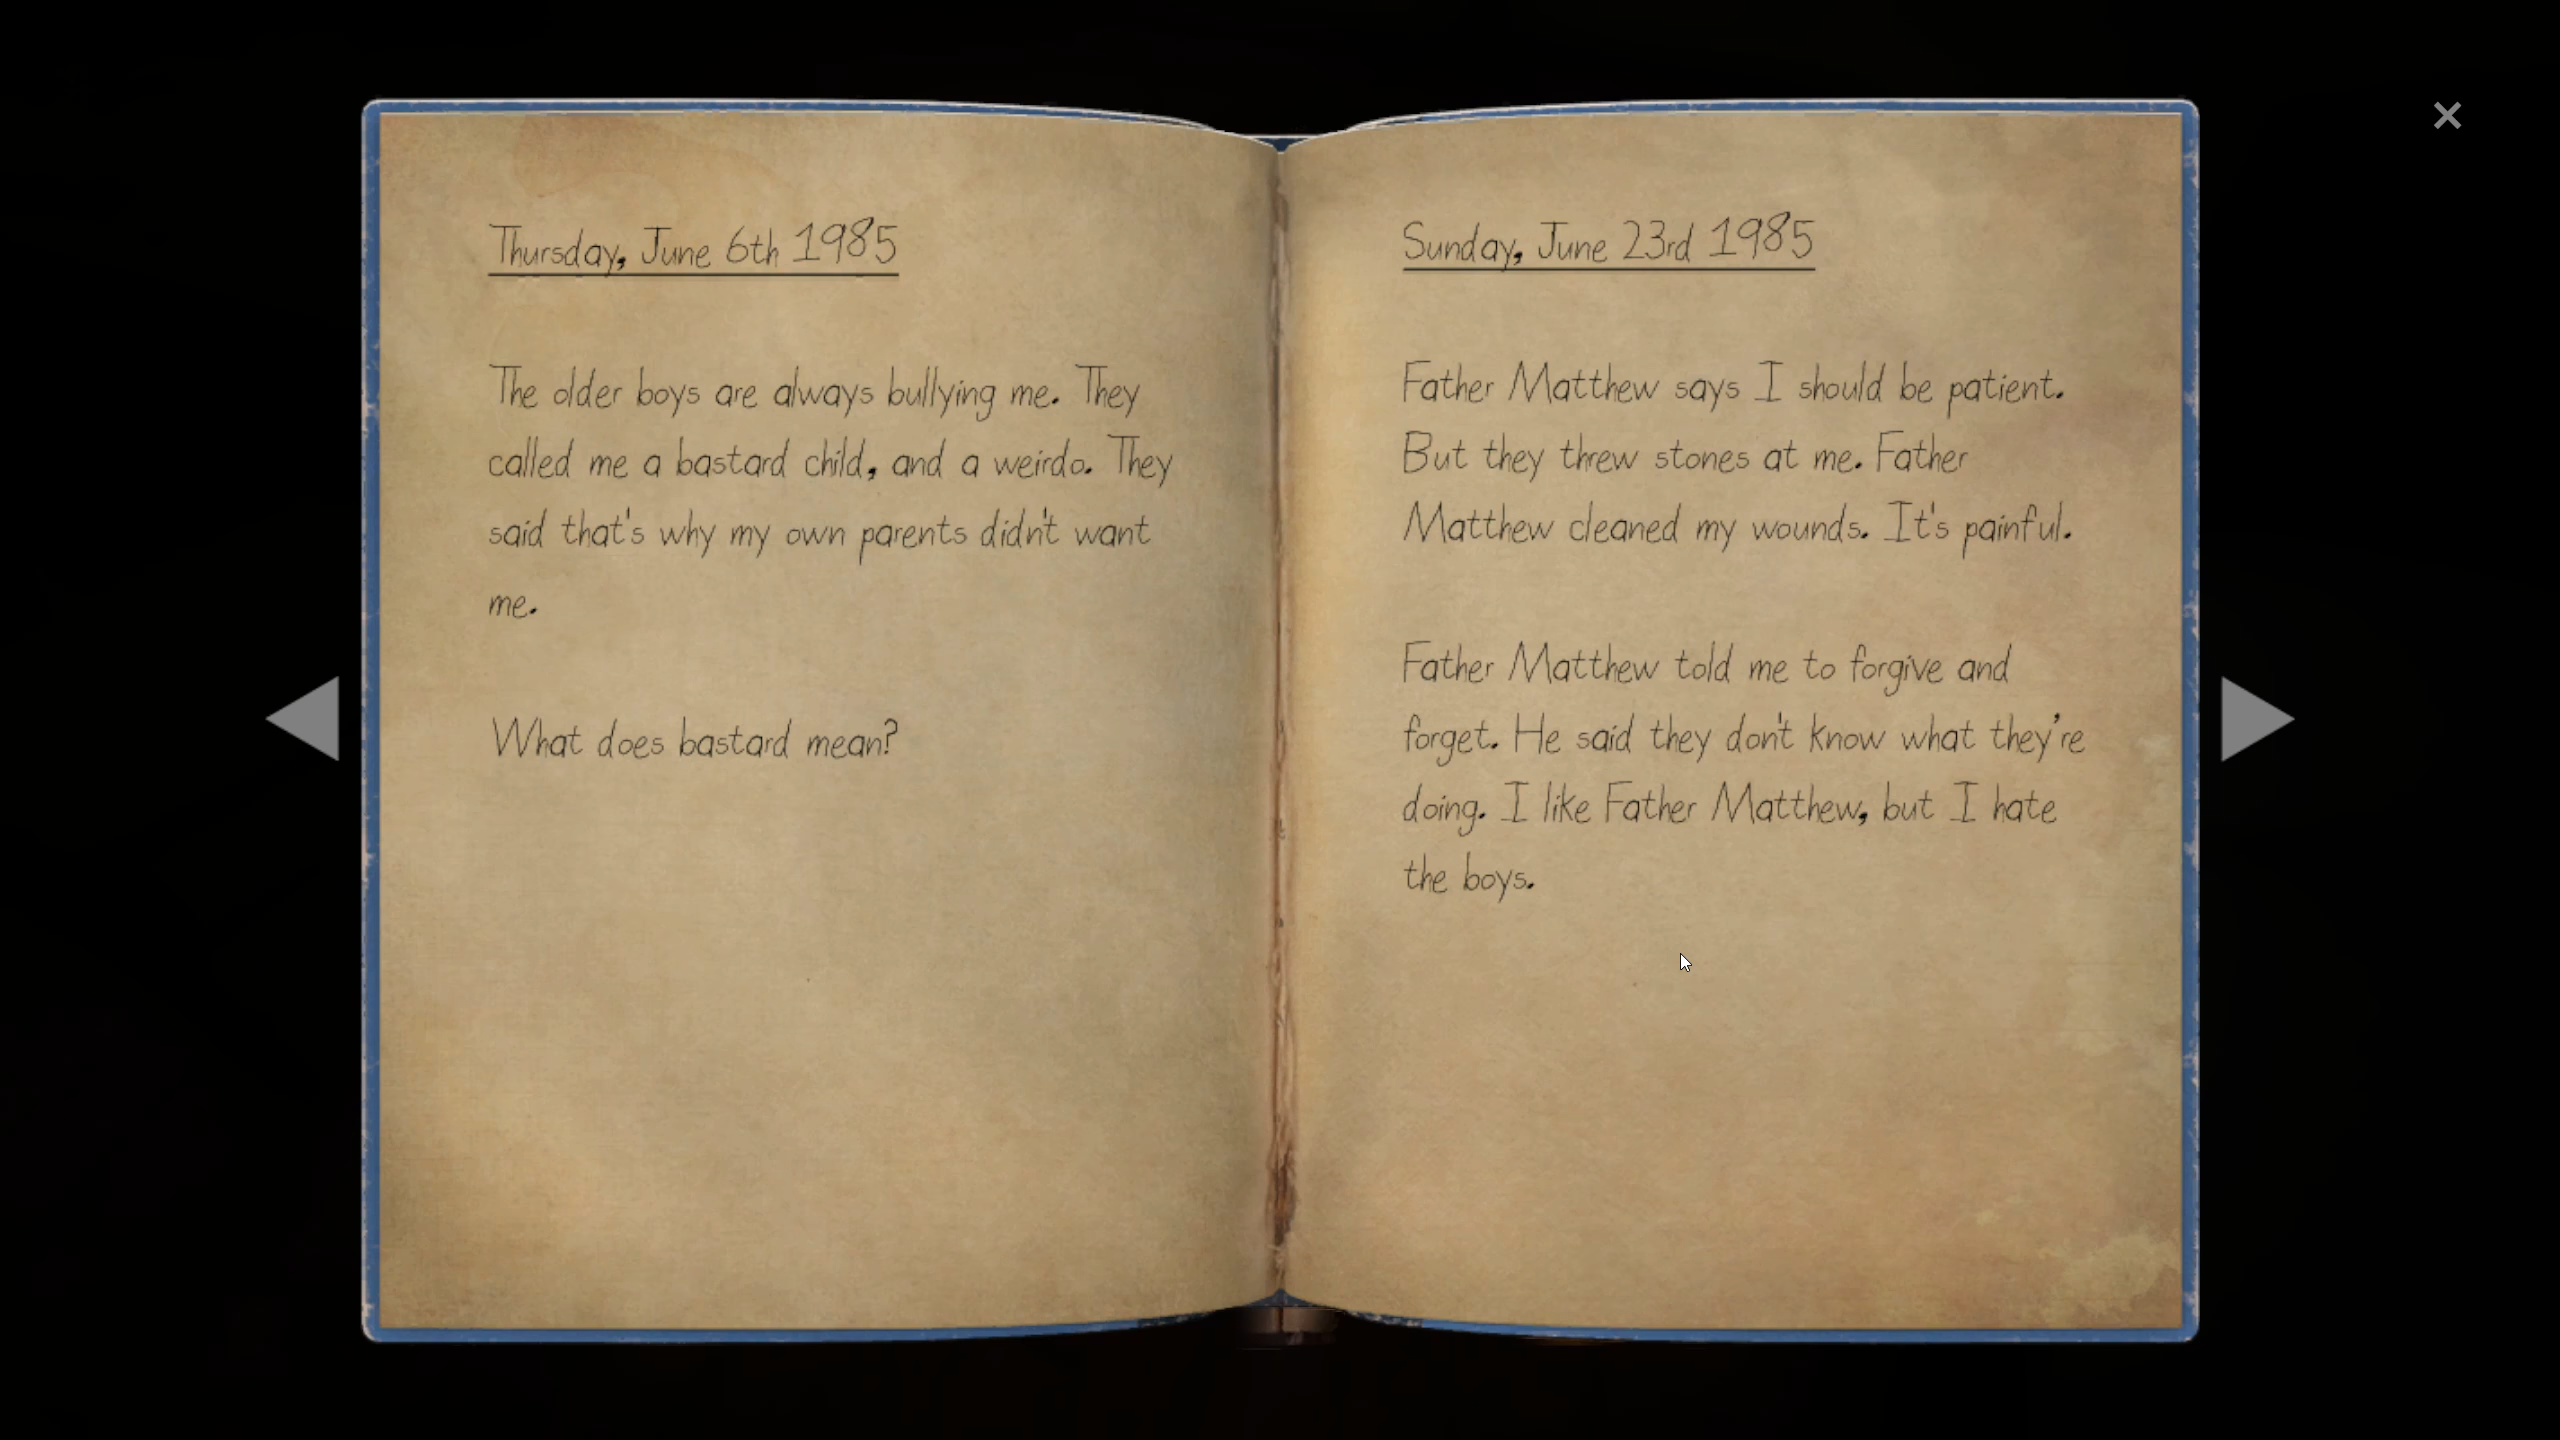 Thursday, June 6th 1985
The older boys are always bullying me. They
called me a bastard child, and a weirdo. They
said that's why my own parents didn't want
me.
What does bastard mean?
Sunday, June 23rd 1985
Father Matthew says I should be patient.
But they threw stones at me. Father
Matthew cleaned my wounds. It's painful.
Father Matthew told me to forgive and
forget. He said they don't know what they're
doing. I like Father Matthew, but I hate
the boys.